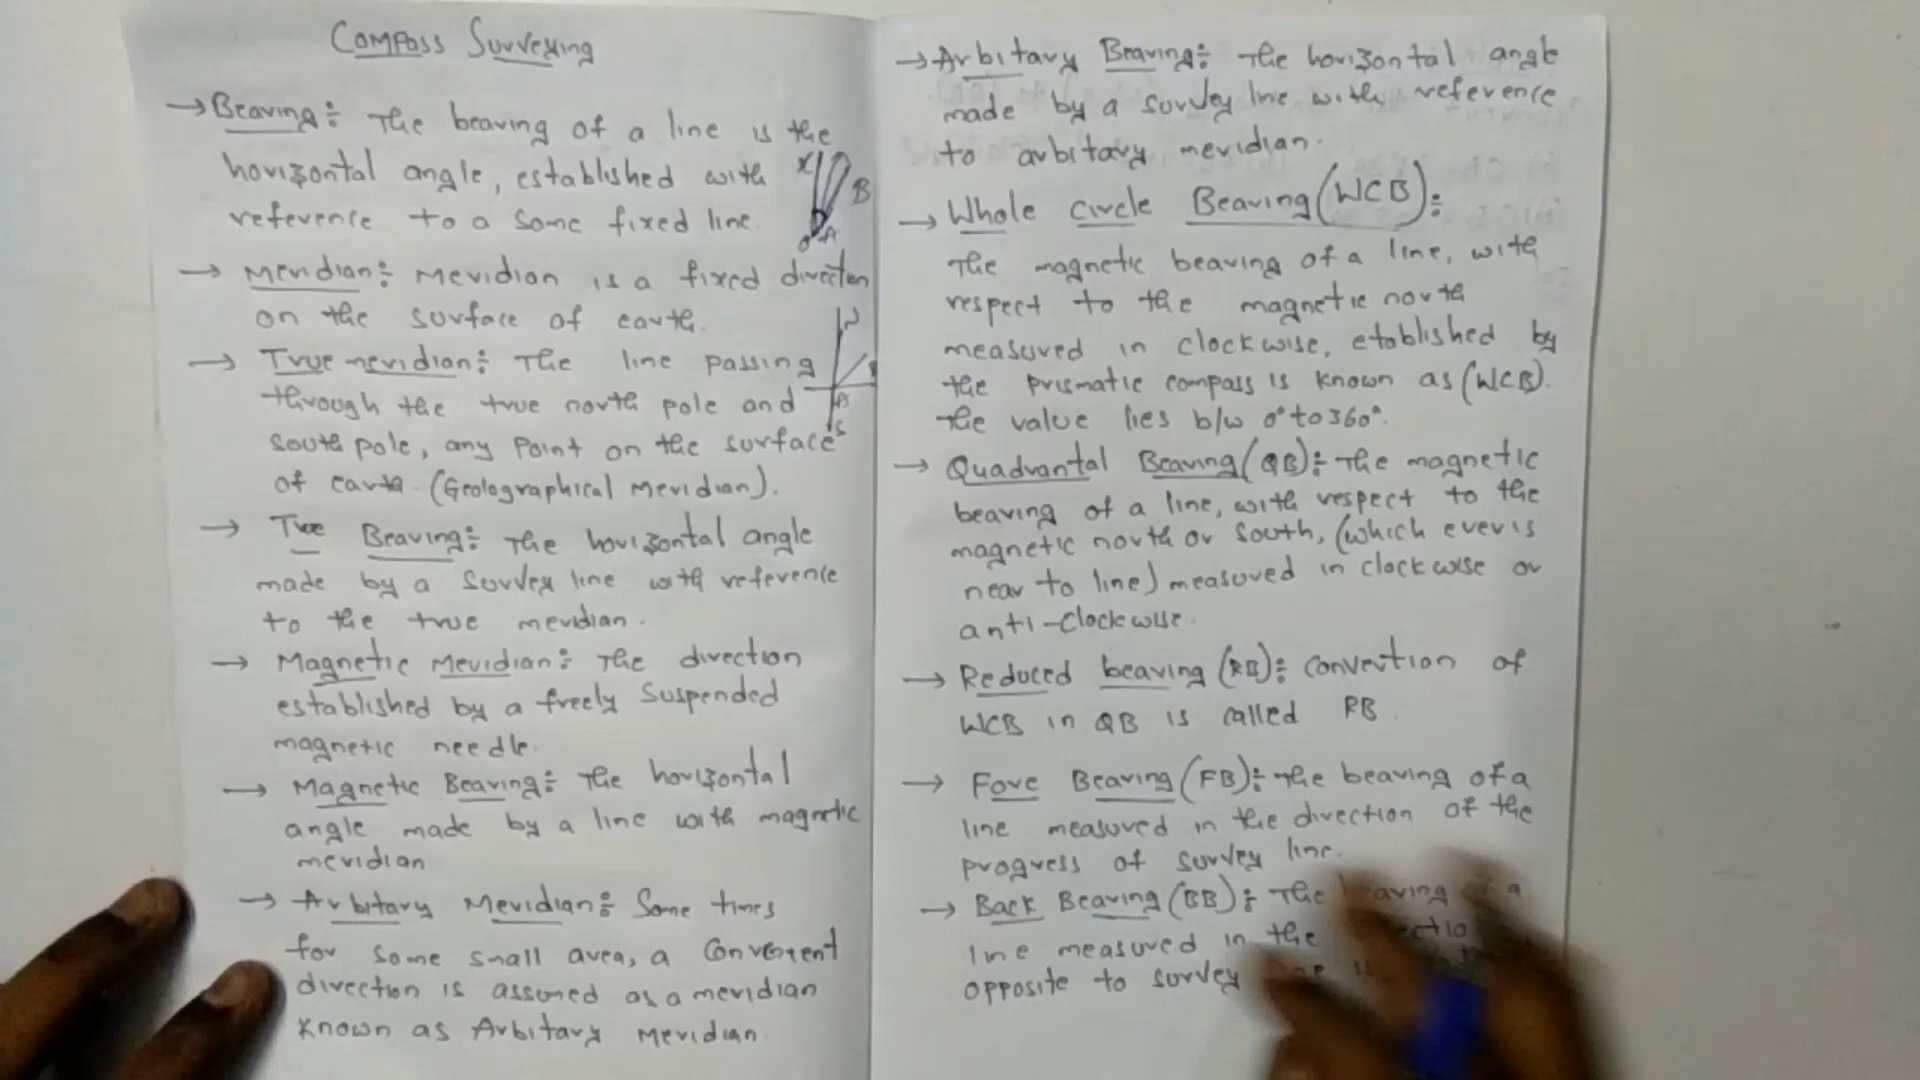 Compass Surveying
→ Bearing:- The bearing of a line is the
horizontal angle, established with
reference to a some fixed line.
X B
O A
→ Meridian:- Meridian is a fixed direction
on the surface of earth.
→ True meridian:- The line passing
through the true north pole and
south pole, any point on the surface
of earth. (Geolographical Meridian).
N
A
S
→ True Bearing:- The horizontal angle
made by a survey line with reference
to the true meridian.
→ Magnetic Meridian:- The direction
established by a freely suspended
magnetic needle.
→ Magnetic Bearing:- The horizontal
angle made by a line with magnetic
meridian
→ Arbitary Meridian:- Some times
for some small area, a convenient
direction is assumed as a meridian
known as Arbitary Meridian.
→ Arbitary Bearing:- The horizontal angle
made by a survey line with reference
to arbitary meridian.
→ Whole circle Bearing (WCB):-
The magnetic bearing of a line, with
respect to the magnetic north
measured in clockwise, etablished by
the prismatic compass is known as (WCB).
the value lies b/w 0° to 360°.
→ Quadrantal Bearing (QB):- The magnetic
bearing of a line, with respect to the
magnetic north or south, (which ever is
near to line) measured in clockwise or
anti-clockwise.
→ Reduced bearing (RB):- convertion of
WCB in QB is called RB.
→ Fore Bearing (FB):- the bearing of a
line measured in the direction of the
progress of survey line.
→ Back Bearing (BB):- The a
line measured in the
opposite to survey